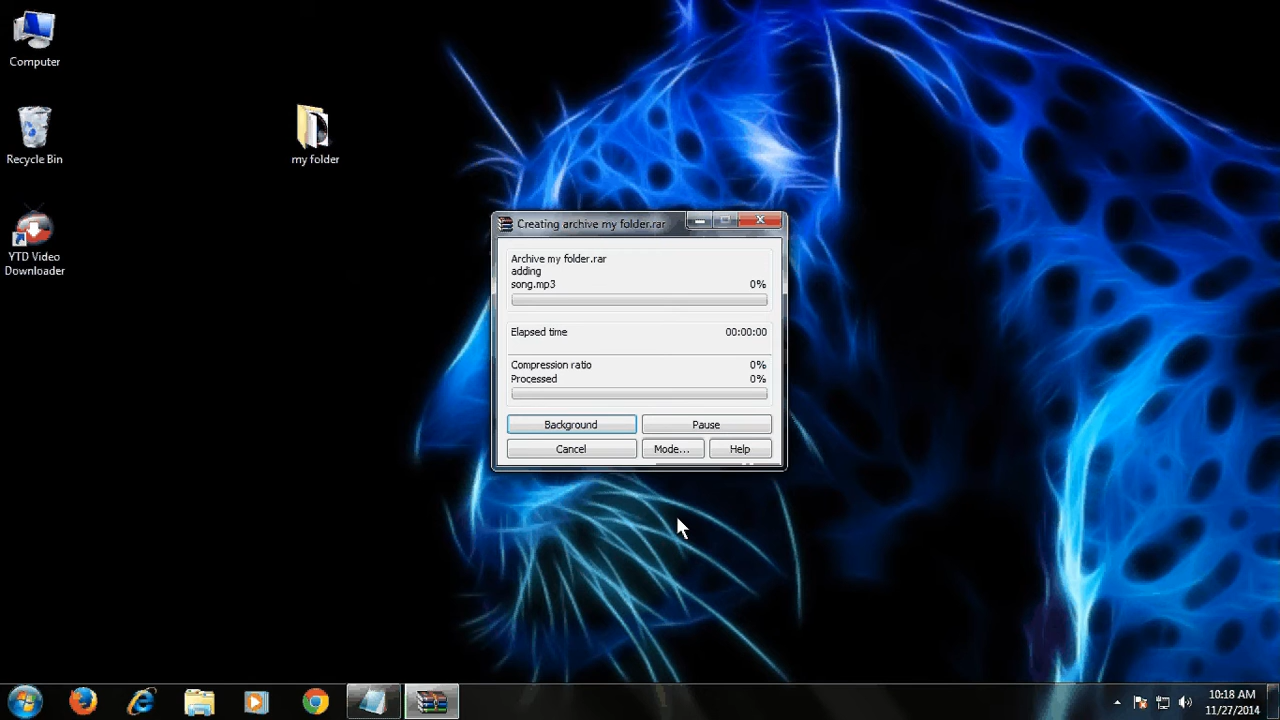 Computer
Recycle Bin
YTD Video
Downloader
my folder
Creating archive my folder.rar
Archive my folder.rar
adding
song.mp3 0%
Elapsed time 00:00:00
Compression ratio 0%
Processed 0%
Background Pause
Cancel Mode... Help
10:18 AM
11/27/2014